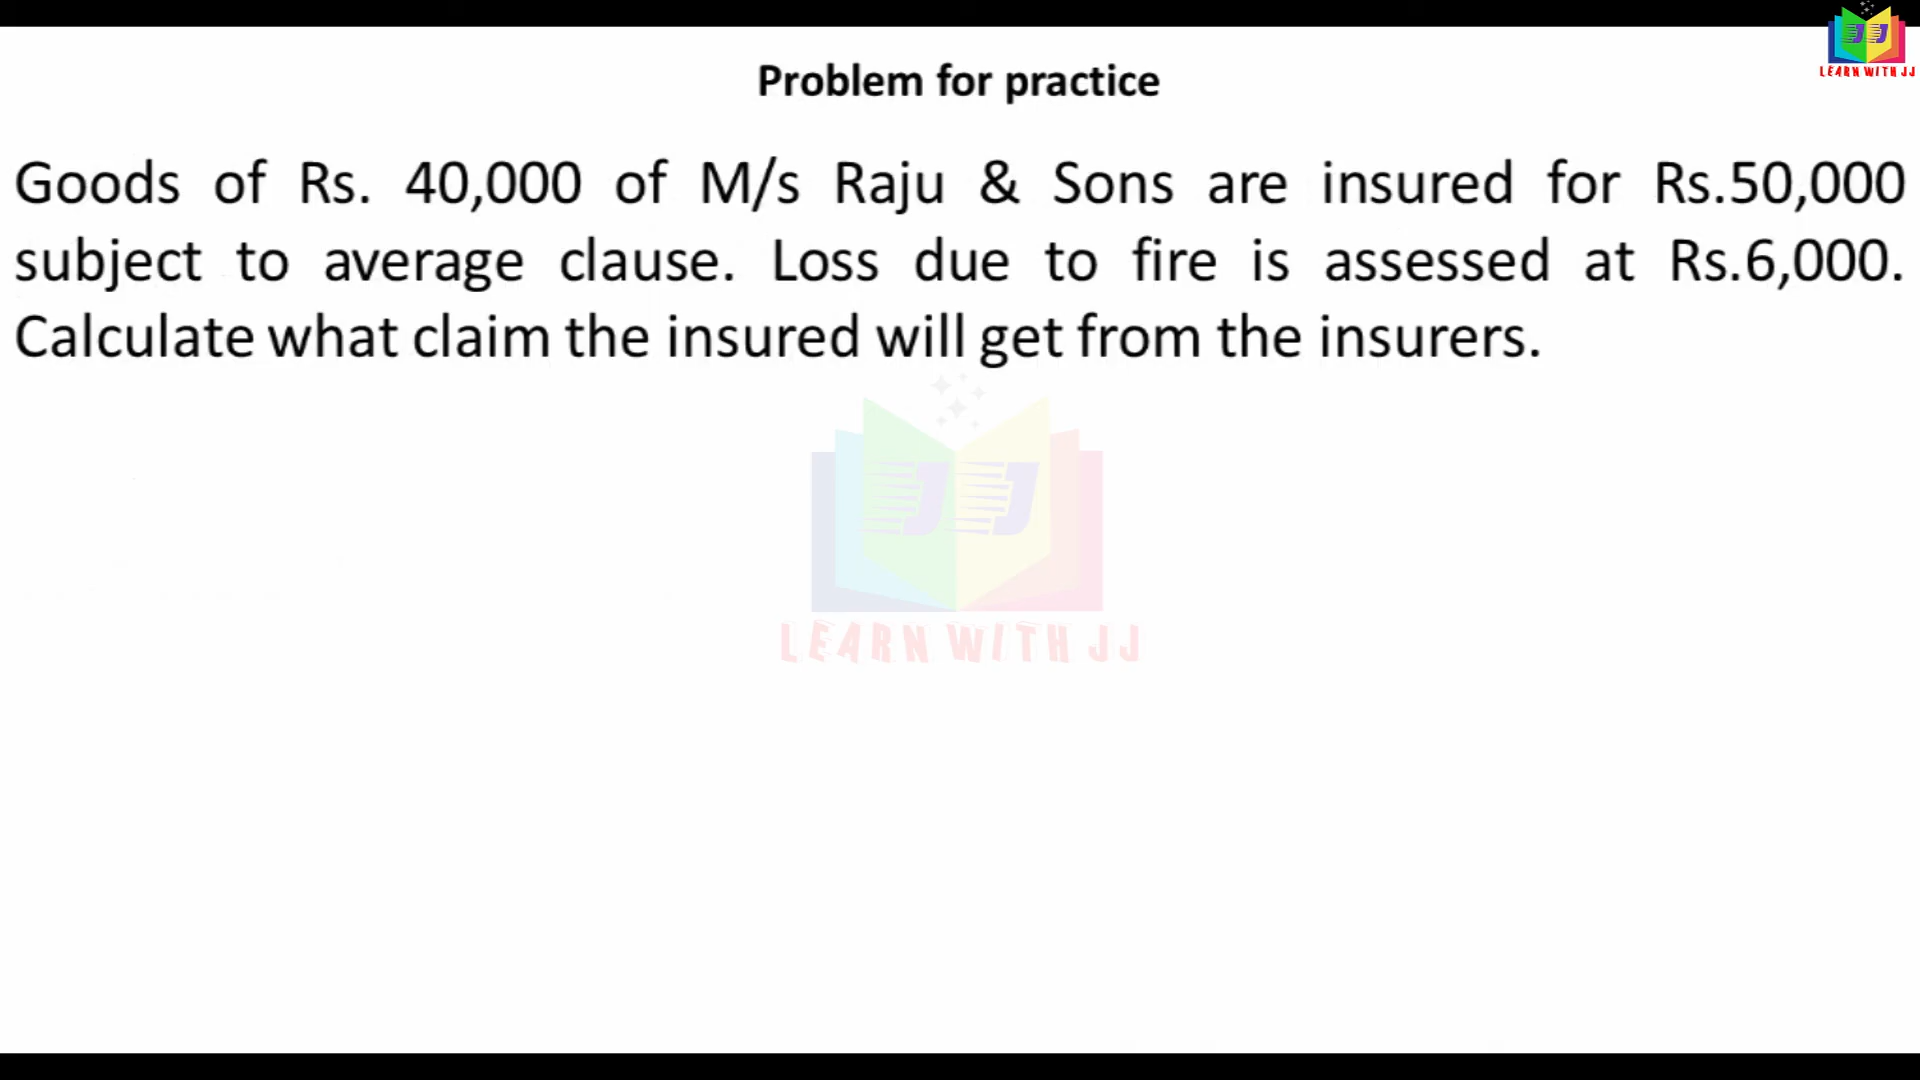 LEARN WITH JJ
Problem for practice
Goods of Rs. 40,000 of M/s Raju & Sons are insured for Rs.50,000
subject to average clause. Loss due to fire is assessed at Rs.6,000.
Calculate what claim the insured will get from the insurers.
JJ
LEARN WITH JJ